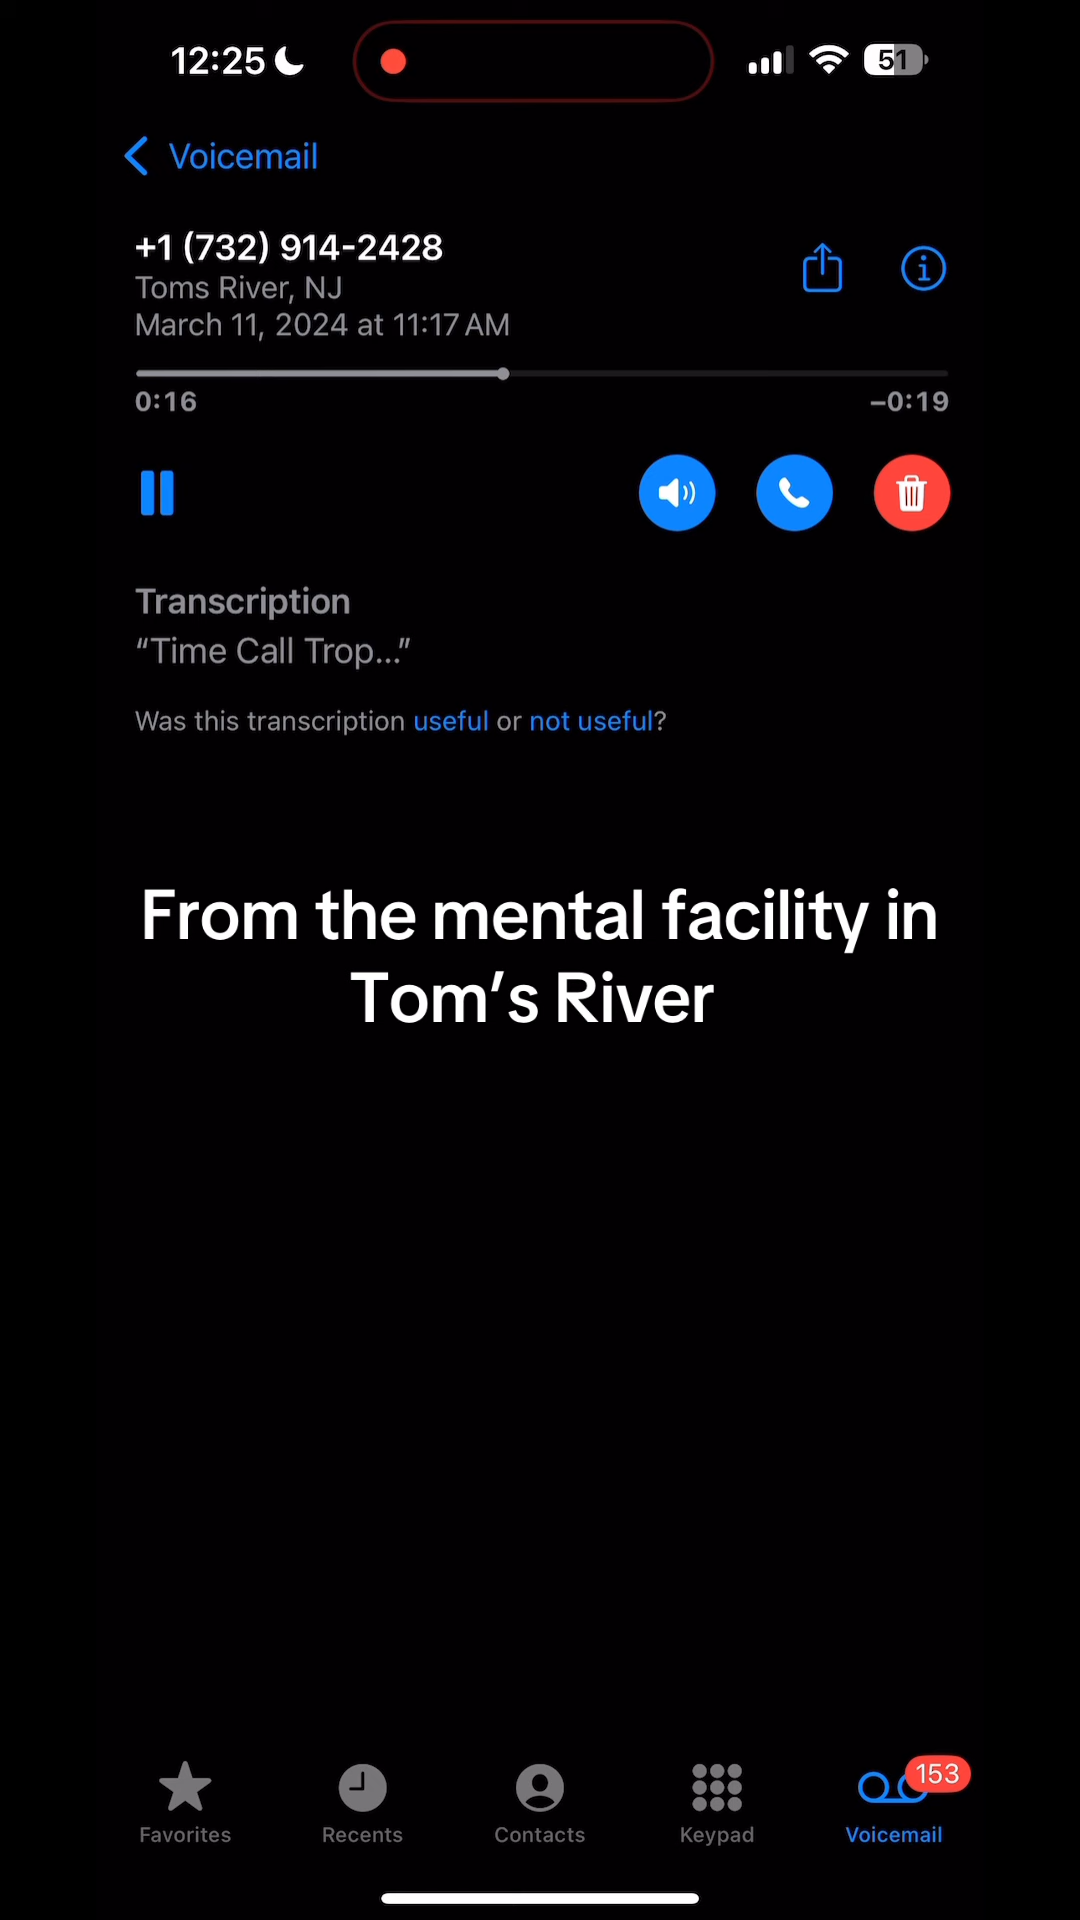 12:25
51
Voicemail
+1 (732) 914-2428
Toms River, NJ
March 11, 2024 at 11:17 AM
0:16
–0:19
Transcription
“Time Call Trop...”
Was this transcription useful or not useful?
From the mental facility in
Tom’s River
153
Favorites
Recents
Contacts
Keypad
Voicemail